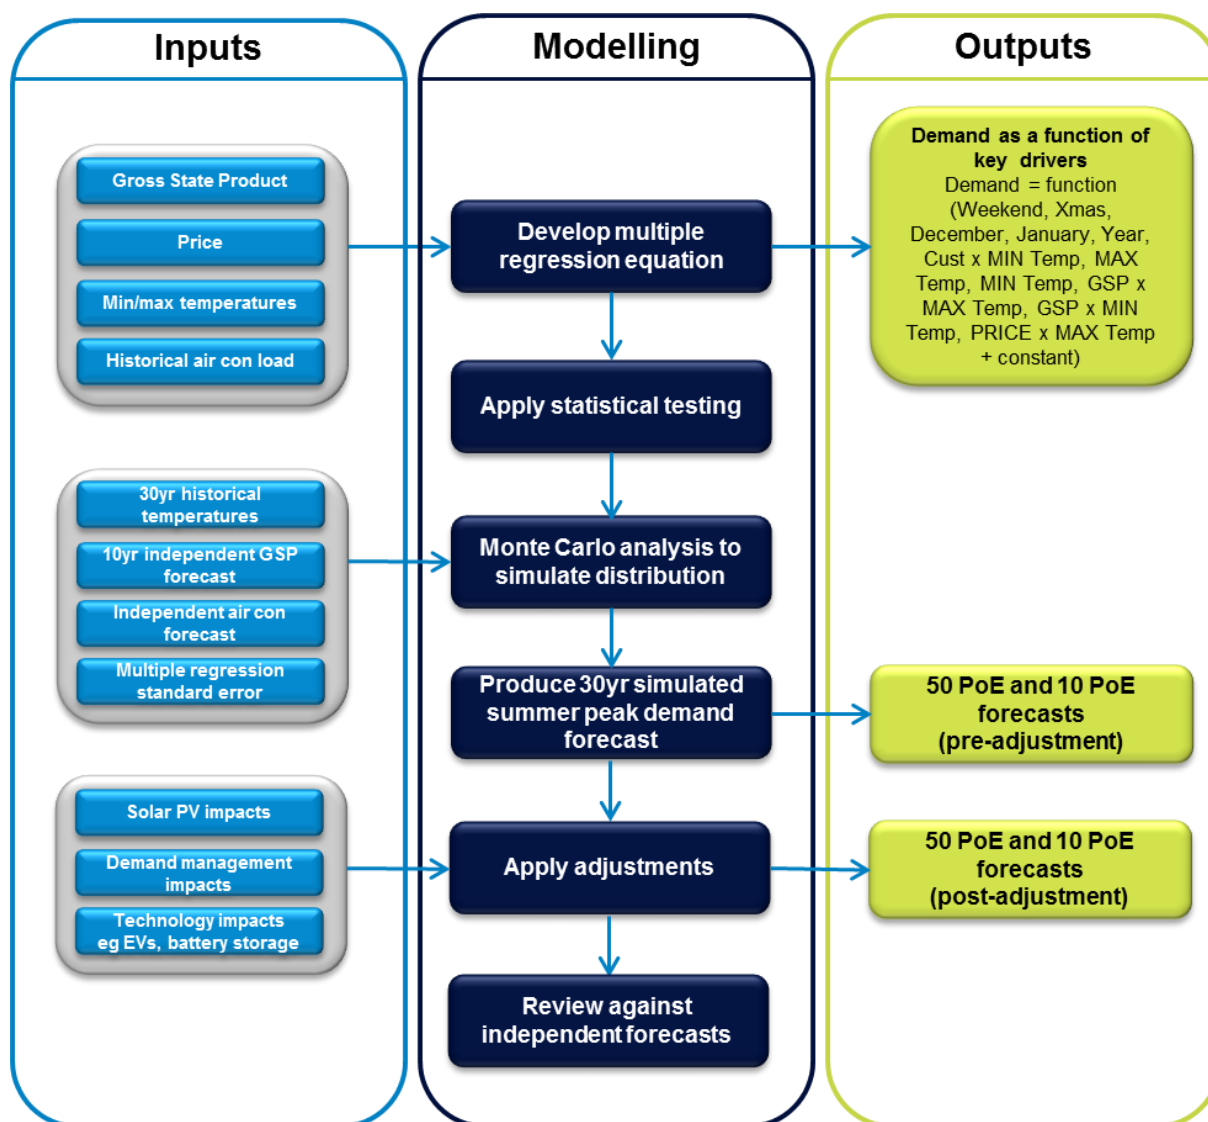 Inputs
Modelling
Outputs
Gross State Product
Price
Min/max temperatures
Historical air con load
30yr historical
temperatures
10yr independent GSP
forecast
Independent air con
forecast
Multiple regression
standard error
Solar PV impacts
Demand management
impacts
Technology impacts
eg EVs, battery storage
Develop multiple
regression equation
Apply statistical testing
Monte Carlo analysis to
simulate distribution
Produce 30yr simulated
summer peak demand
forecast
Apply adjustments
Review against
independent forecasts
Demand as a function of
key drivers
Demand = function
(Weekend, Xmas,
December, January, Year,
Cust x MIN Temp, MAX
Temp, MIN Temp, GSP x
MAX Temp, GSP x MIN
Temp, PRICE x MAX Temp
+ constant)
50 PoE and 10 PoE
forecasts
(pre-adjustment)
50 PoE and 10 PoE
forecasts
(post-adjustment)